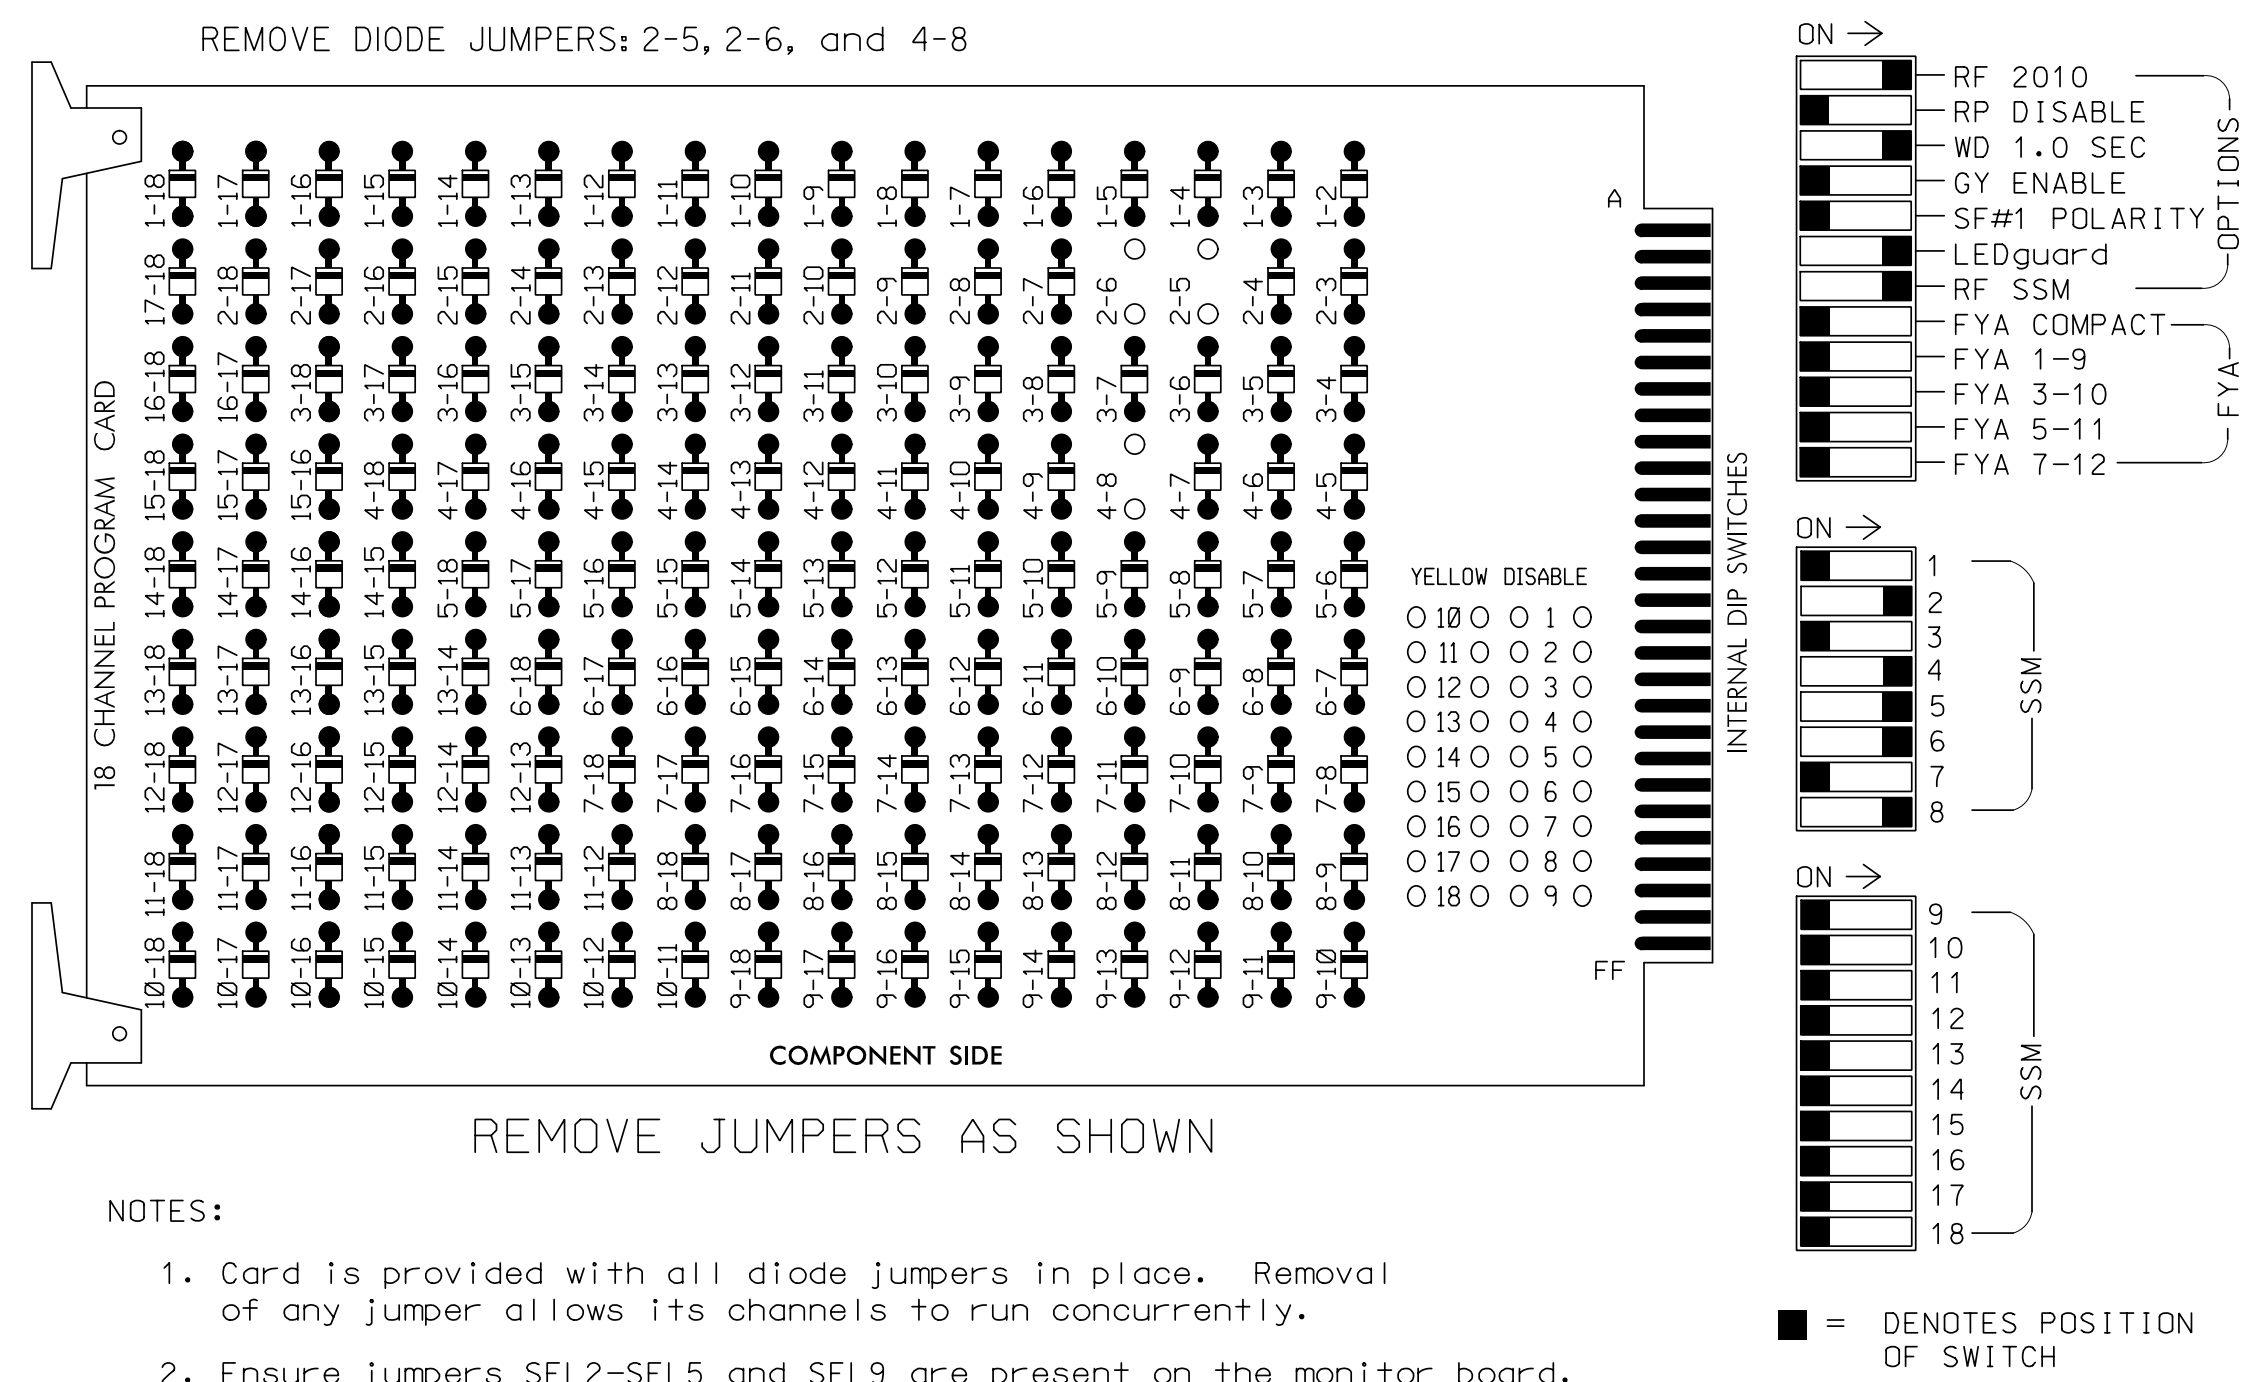 REMOVE DIODE JUMPERS: 2-5, 2-6, and 4-8
1-18 1-17 1-16 1-15 1-14 1-13 1-12 1-11 1-10 1-9 1-8 1-7 1-6 1-5 1-4 1-3 1-2
17-18 2-18 2-17 2-16 2-15 2-14 2-13 2-12 2-11 2-10 2-9 2-8 2-7 2-6 2-5 2-4 2-3
16-18 16-17 3-18 3-17 3-16 3-15 3-14 3-13 3-12 3-11 3-10 3-9 3-8 3-7 3-6 3-5 3-4
15-18 15-17 15-16 4-18 4-17 4-16 4-15 4-14 4-13 4-12 4-11 4-10 4-9 4-8 4-7 4-6 4-5
14-18 14-17 14-16 14-15 5-18 5-17 5-16 5-15 5-14 5-13 5-12 5-11 5-10 5-9 5-8 5-7 5-6
13-18 13-17 13-16 13-15 13-14 6-18 6-17 6-16 6-15 6-14 6-13 6-12 6-11 6-10 6-9 6-8 6-7
12-18 12-17 12-16 12-15 12-14 12-13 7-18 7-17 7-16 7-15 7-14 7-13 7-12 7-11 7-10 7-9 7-8
11-18 11-17 11-16 11-15 11-14 11-13 11-12 8-18 8-17 8-16 8-15 8-14 8-13 8-12 8-11 8-10 8-9
10-18 10-17 10-16 10-15 10-14 10-13 10-12 10-11 9-18 9-17 9-16 9-15 9-14 9-13 9-12 9-11 9-10
18 CHANNEL PROGRAM CARD
YELLOW DISABLE
10 1
11 2
12 3
13 4
14 5
15 6
16 7
17 8
18 9
A
FF
INTERNAL DIP SWITCHES
COMPONENT SIDE
REMOVE JUMPERS AS SHOWN
ON
RF 2010
RP DISABLE
WD 1.0 SEC
GY ENABLE
SF#1 POLARITY
LEDguard
RF SSM
OPTIONS
FYA COMPACT
FYA 1-9
FYA 3-10
FYA 5-11
FYA 7-12
FYA
ON
1
2
3
4
5
6
7
8
SSM
ON
9
10
11
12
13
14
15
16
17
18
SSM
= DENOTES POSITION
OF SWITCH
NOTES:
1. Card is provided with all diode jumpers in place. Removal
of any jumper allows its channels to run concurrently.
2. Ensure jumpers SEL2-SEL5 and SEL9 are present on the monitor board.